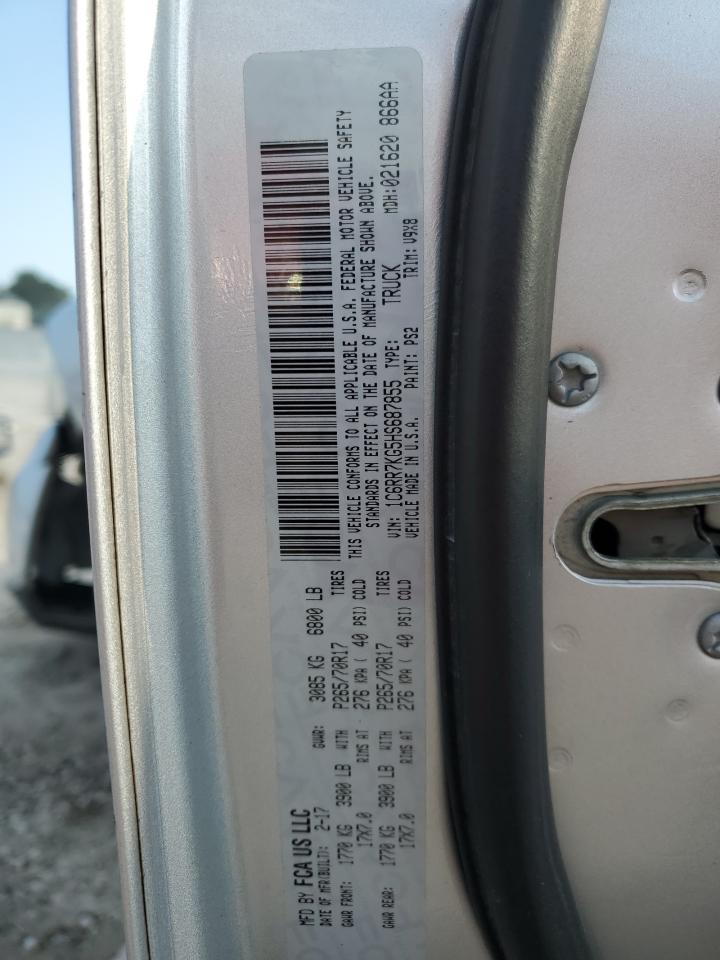 MFD BY FCA US LLC
DATE OF MFR(BUILT): 2-17 GVWR: 3085 KG 6800 LB
GAWR FRONT: 1770 KG 3900 LB WITH P265/70R17 TIRES
17X7.0 RIMS AT 276 KPA ( 40 PSI) COLD
GAWR REAR: 1770 KG 3900 LB WITH P265/70R17 TIRES
17X7.0 RIMS AT 276 KPA ( 40 PSI) COLD
THIS VEHICLE CONFORMS TO ALL APPLICABLE U.S.A. FEDERAL MOTOR VEHICLE SAFETY
STANDARDS IN EFFECT ON THE DATE OF MANUFACTURE SHOWN ABOVE.
VIN: 1C6RR7KG5HS687855 TYPE: TRUCK MDH:021620 866AA
VEHICLE MADE IN U.S.A. PAINT: PS2 TRIM: V9X8